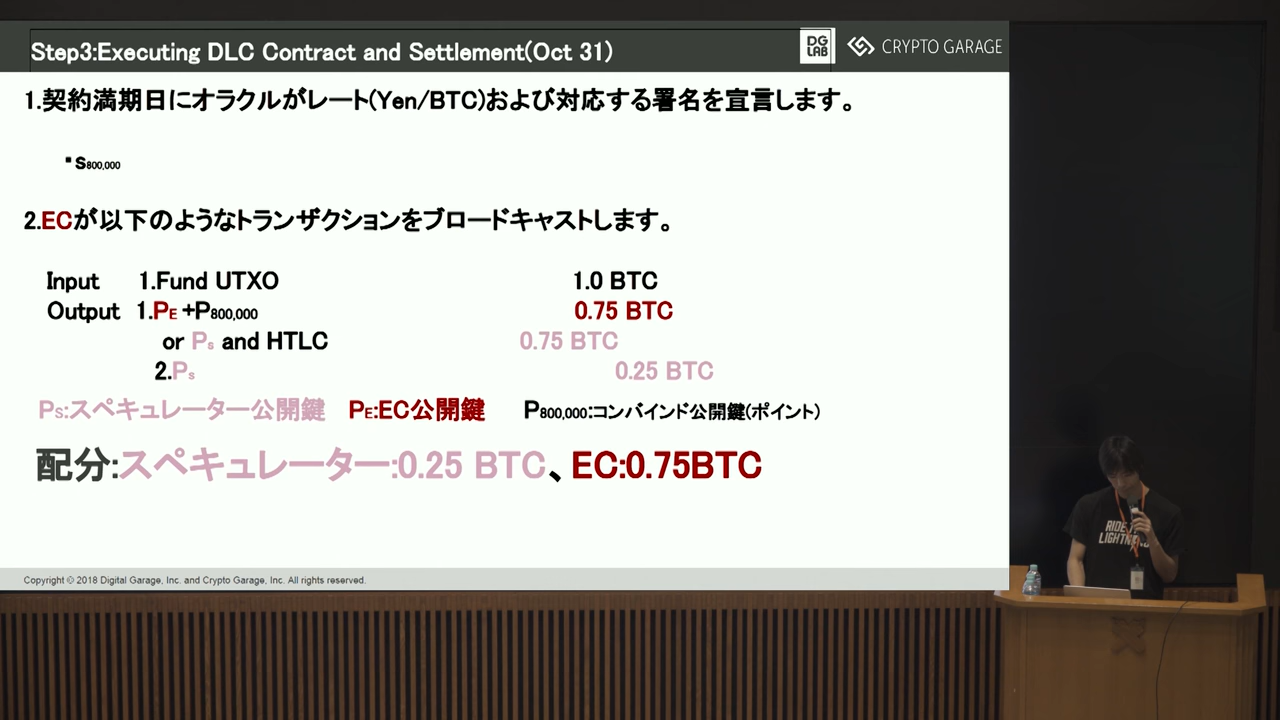 Step3:Executing DLC Contract and Settlement(Oct 31)
DG LAB
CRYPTO GARAGE
1.契約満期日にオラクルがレート(Yen/BTC)および対応する署名を宣言します。
▪S800,000
2.ECが以下のようなトランザクションをブロードキャストします。
Input 1.Fund UTXO 1.0 BTC
Output 1.PE+P800,000 0.75 BTC
or Ps and HTLC 0.75 BTC
2.Ps 0.25 BTC
PS:スペキュレーター公開鍵 PE:EC公開鍵 P800,000:コンバインド公開鍵(ポイント)
配分:スペキュレーター:0.25 BTC、EC:0.75BTC
Copyright © 2018 Digital Garage, Inc. and Crypto Garage, Inc. All rights reserved.
RIDE